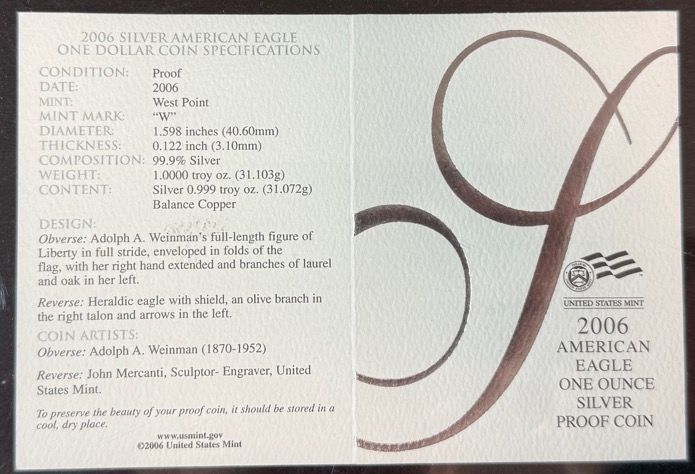 2006 SILVER AMERICAN EAGLE
ONE DOLLAR COIN SPECIFICATIONS
CONDITION: Proof
DATE: 2006
MINT: West Point
MINT MARK: “W”
DIAMETER: 1.598 inches (40.60mm)
THICKNESS: 0.122 inch (3.10mm)
COMPOSITION: 99.9% Silver
WEIGHT: 1.0000 troy oz. (31.103g)
CONTENT: Silver 0.999 troy oz. (31.072g)
Balance Copper
DESIGN:
Obverse: Adolph A. Weinman’s full-length figure of
Liberty in full stride, enveloped in folds of the
flag, with her right hand extended and branches of laurel
and oak in her left.
Reverse: Heraldic eagle with shield, an olive branch in
the right talon and arrows in the left.
COIN ARTISTS:
Obverse: Adolph A. Weinman (1870-1952)
Reverse: John Mercanti, Sculptor- Engraver, United
States Mint.
To preserve the beauty of your proof coin, it should be stored in a
cool, dry place.
www.usmint.gov
©2006 United States Mint
UNITED STATES MINT
2006
AMERICAN
EAGLE
ONE OUNCE
SILVER
PROOF COIN